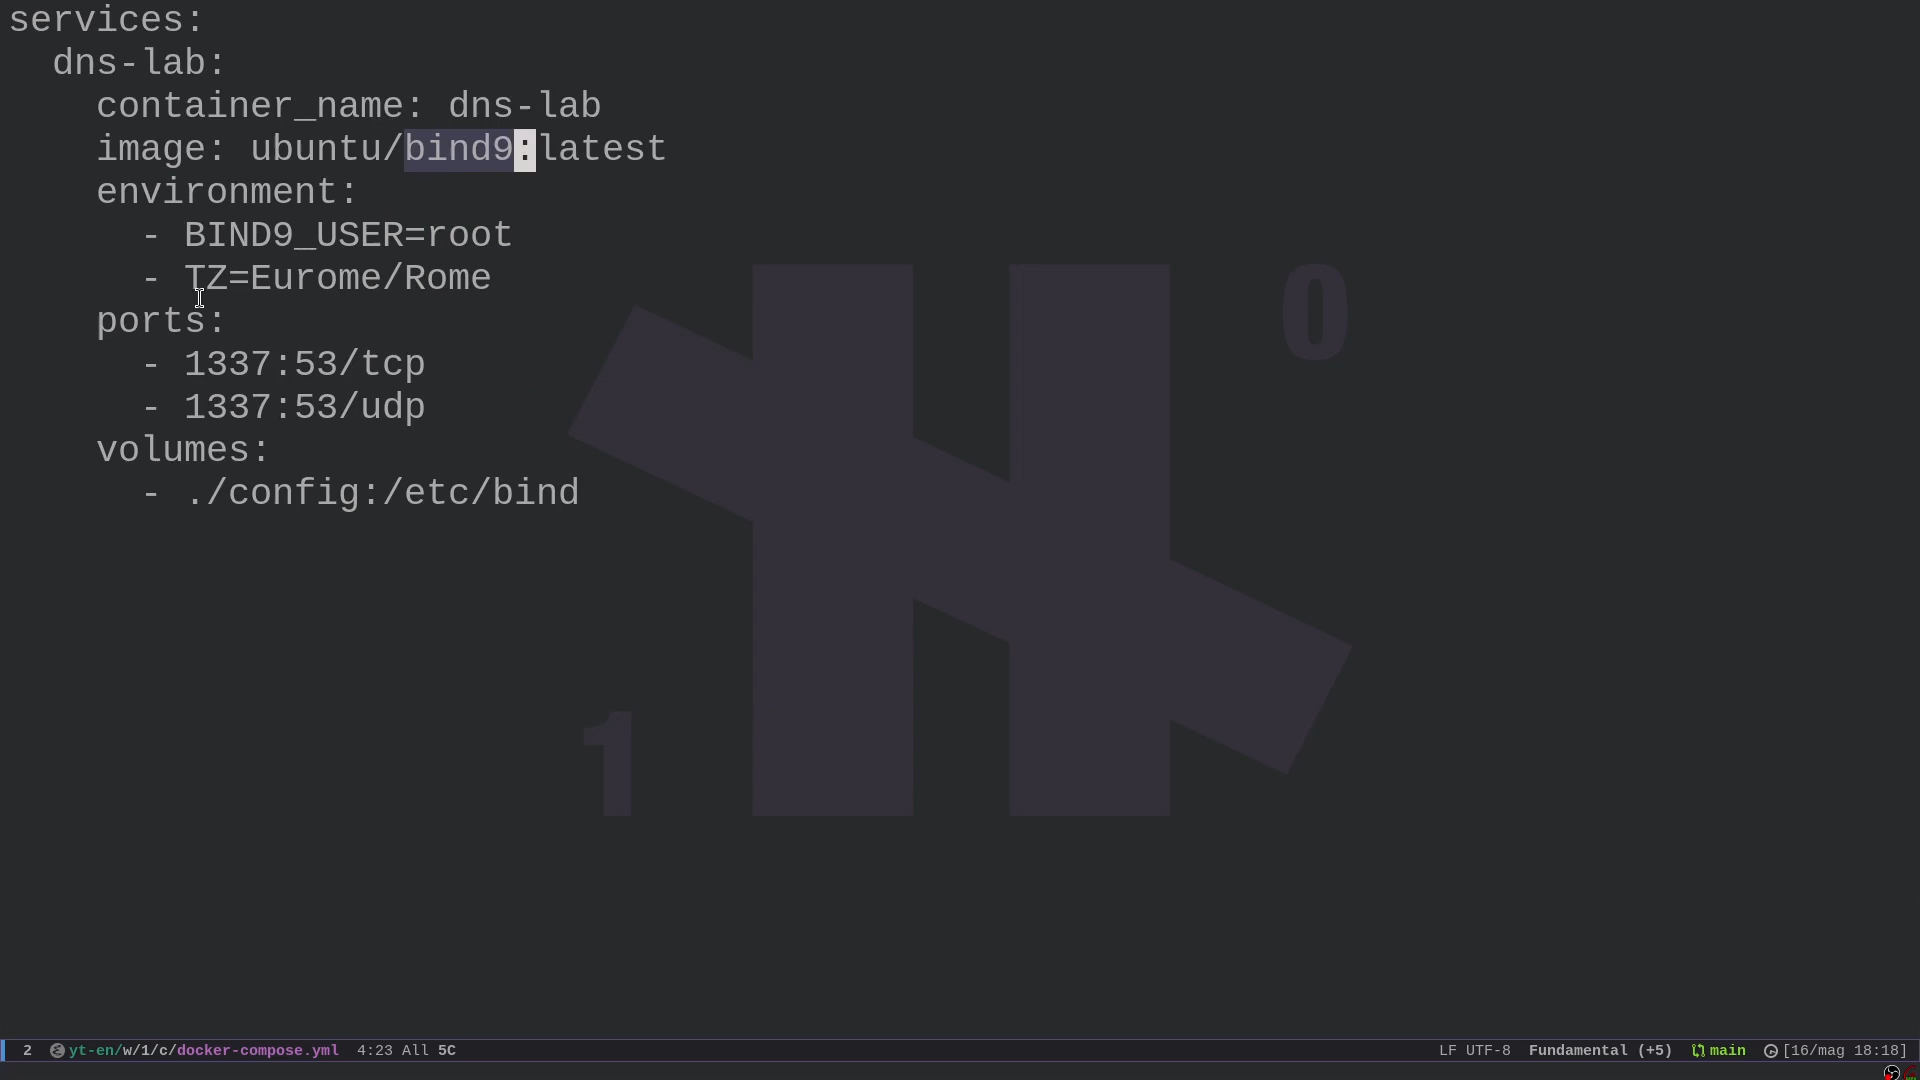 services:
  dns-lab:
    container_name: dns-lab
    image: ubuntu/bind9:latest
    environment:
      - BIND9_USER=root
      - TZ=Eurome/Rome
    ports:
      - 1337:53/tcp
      - 1337:53/udp
    volumes:
      - ./config:/etc/bind
0
1
2 yt-en/w/1/c/docker-compose.yml 4:23 All 5C LF UTF-8 Fundamental (+5) main [16/mag 18:18]